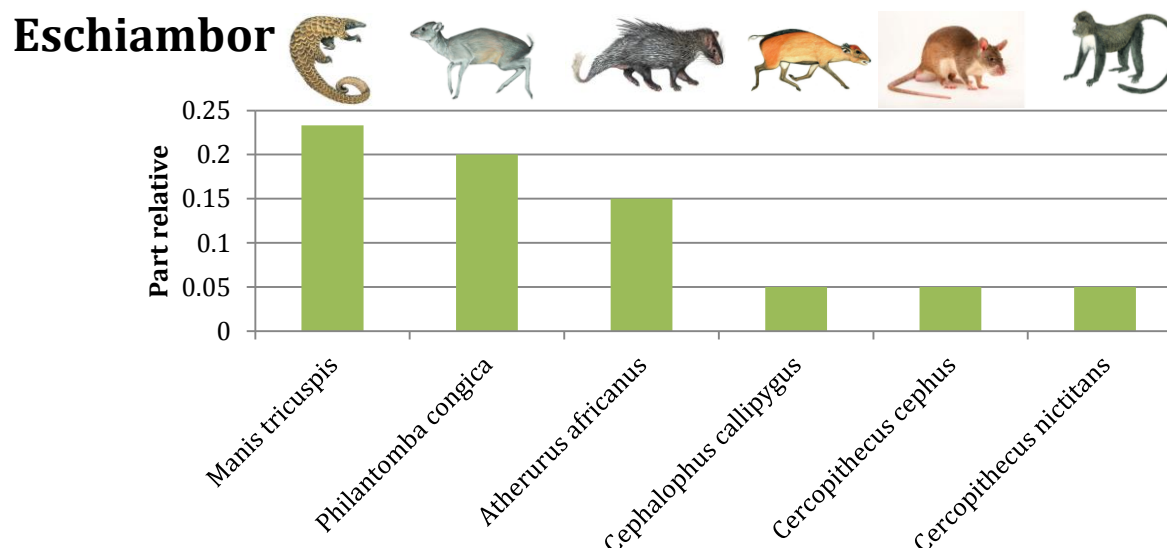 Eschiambor
Part relative
0.25
0.2
0.15
0.1
0.05
0
Manis tricuspis
Philantomba congica
Atherurus africanus
Cephalophus callipygus
Cercopithecus cephus
Cercopithecus nictitans